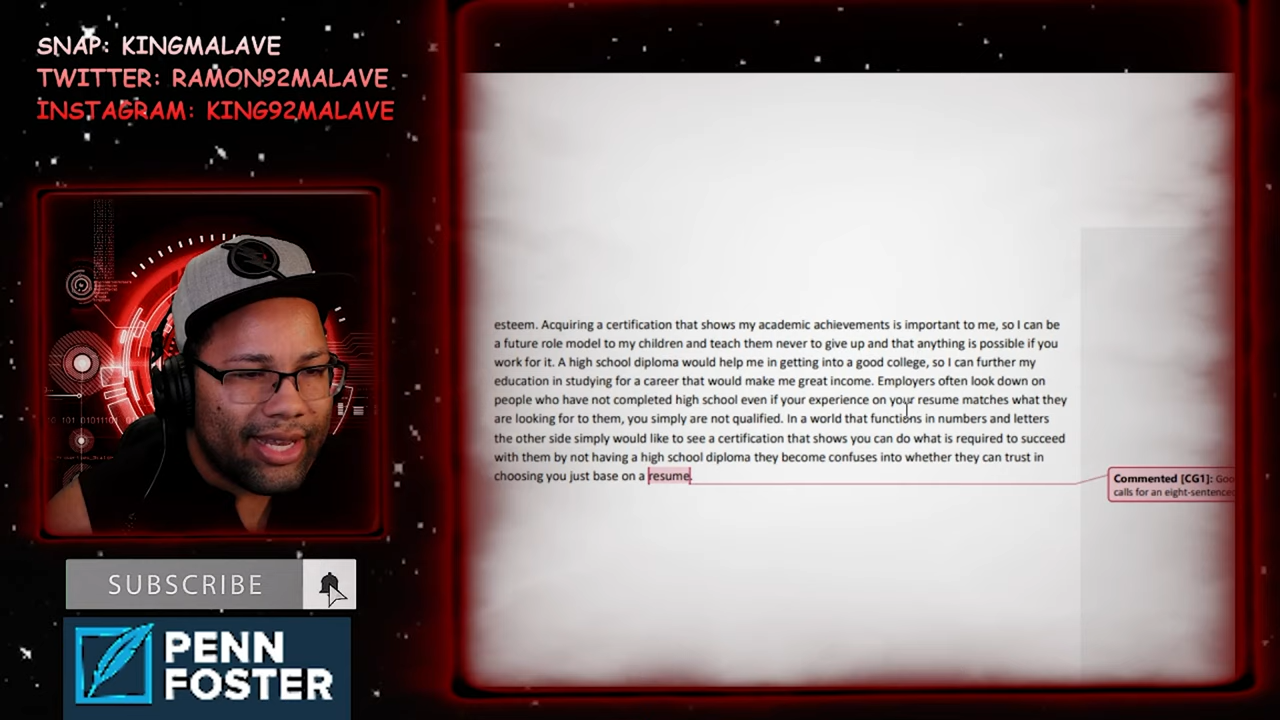 SNAP: KINGMALAVE
TWITTER: RAMON92MALAVE
INSTAGRAM: KING92MALAVE
SUBSCRIBE
PENN
FOSTER
esteem. Acquiring a certification that shows my academic achievements is important to me, so I can be
a future role model to my children and teach them never to give up and that anything is possible if you
work for it. A high school diploma would help me in getting into a good college, so I can further my
education in studying for a career that would make me great income. Employers often look down on
people who have not completed high school even if your experience on your resume matches what they
are looking for to them, you simply are not qualified. In a world that functions in numbers and letters
the other side simply would like to see a certification that shows you can do what is required to succeed
with them by not having a high school diploma they become confuses into whether they can trust in
choosing you just base on a resume.
Commented [CG1]:
calls for an eight-sentence